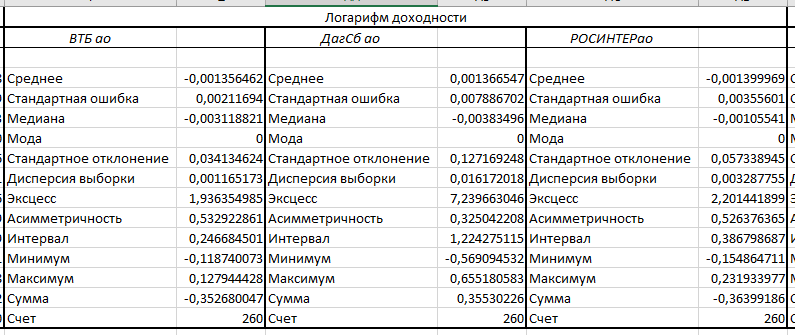 Логарифм доходности
ВТБ ао ДагСб ао РОСИНТЕРао
Среднее -0,001356462 Среднее 0,001366547 Среднее -0,001399969
Стандартная ошибка 0,00211694 Стандартная ошибка 0,007886702 Стандартная ошибка 0,00355601
Медиана -0,003118821 Медиана -0,00383496 Медиана -0,00105541
Мода 0 Мода 0 Мода 0
Стандартное отклонение 0,034134624 Стандартное отклонение 0,127169248 Стандартное отклонение 0,057338945
Дисперсия выборки 0,001165173 Дисперсия выборки 0,016172018 Дисперсия выборки 0,003287755
Эксцесс 1,936354985 Эксцесс 7,239663046 Эксцесс 2,201441899
Асимметричность 0,532922861 Асимметричность 0,325042208 Асимметричность 0,526376365
Интервал 0,246684501 Интервал 1,224275115 Интервал 0,386798687
Минимум -0,118740073 Минимум -0,569094532 Минимум -0,154864711
Максимум 0,127944428 Максимум 0,655180583 Максимум 0,231933977
Сумма -0,352680047 Сумма 0,35530226 Сумма -0,36399186
Счет 260 Счет 260 Счет 260